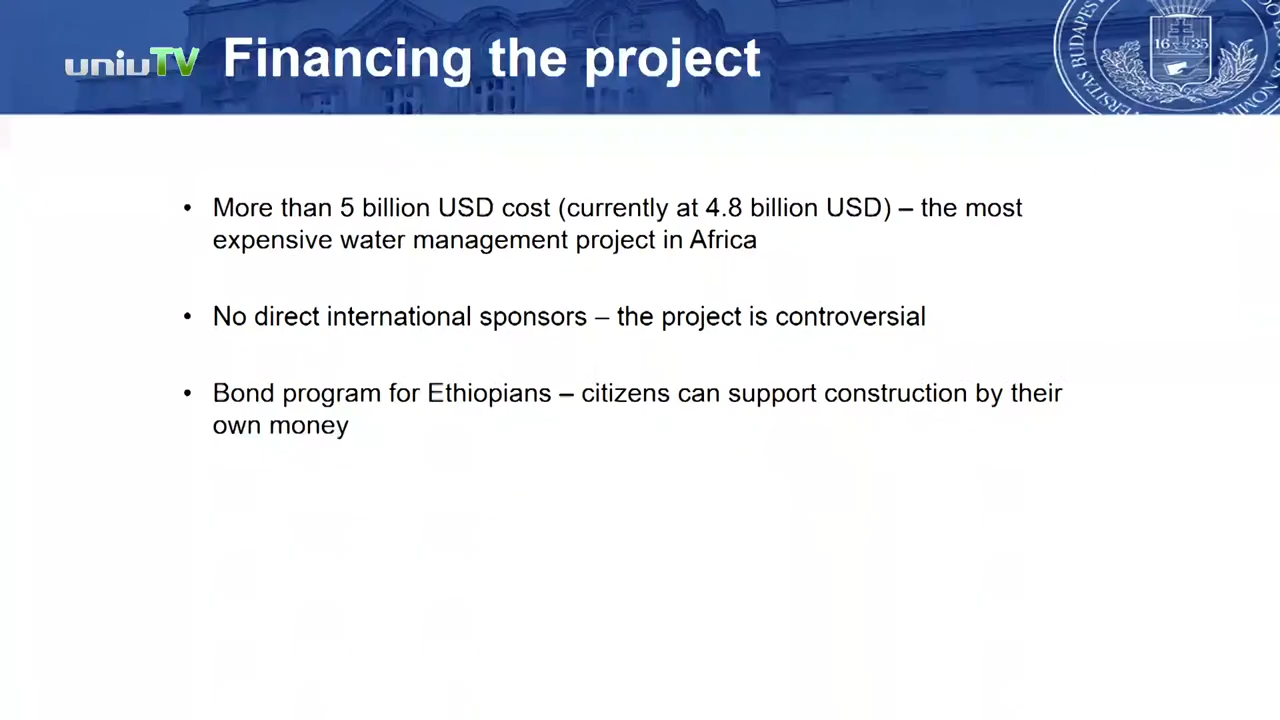 uniuTV Financing the project
16 35
• More than 5 billion USD cost (currently at 4.8 billion USD) – the most
expensive water management project in Africa
• No direct international sponsors – the project is controversial
• Bond program for Ethiopians – citizens can support construction by their
own money